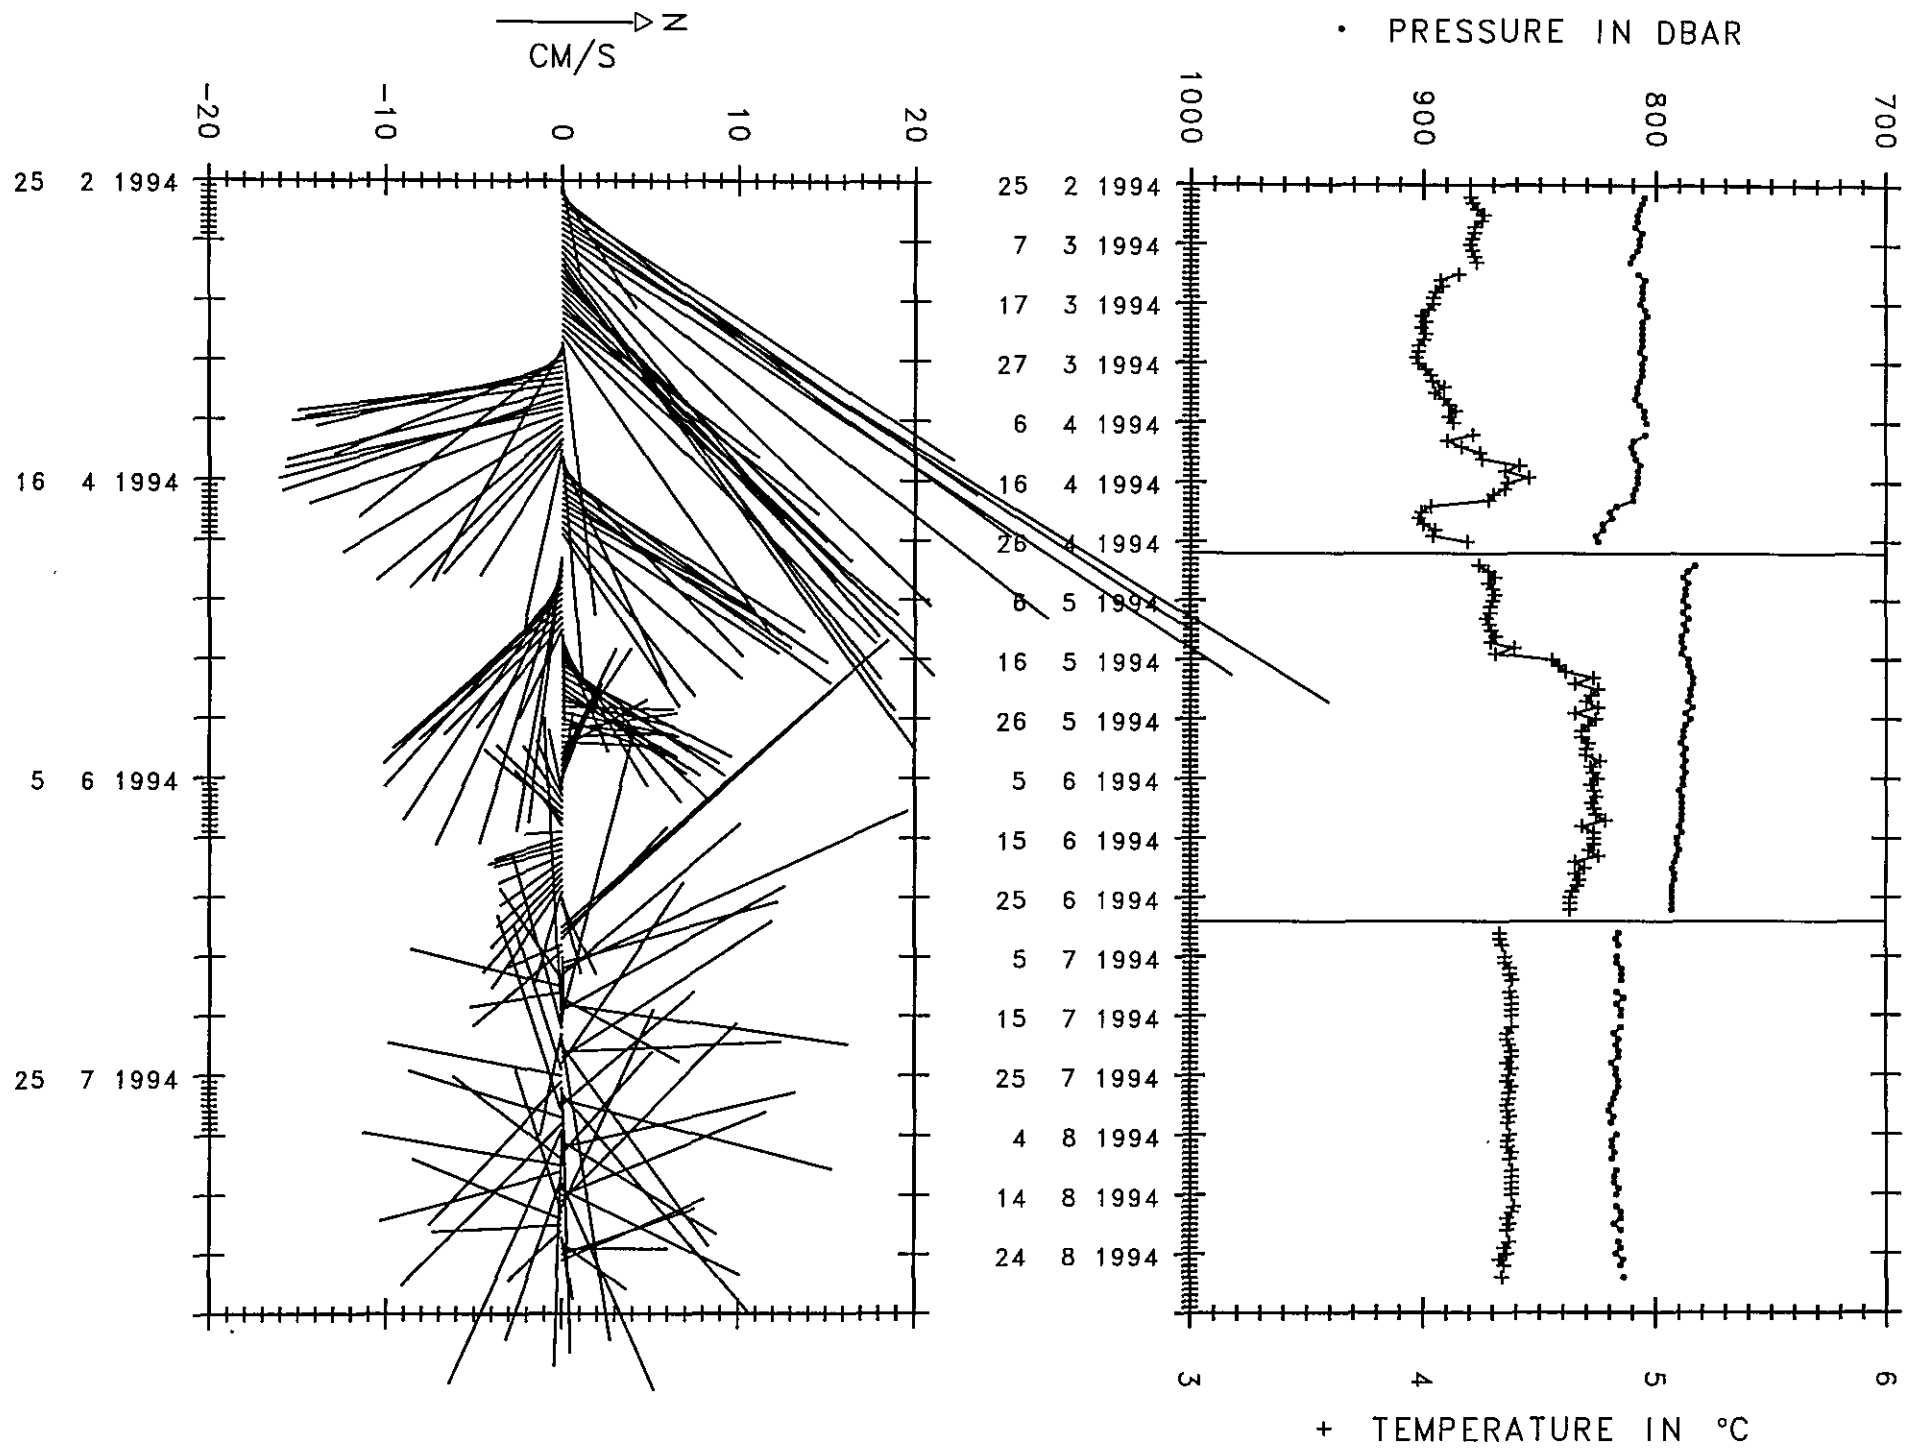 N
CM/S
• PRESSURE IN DBAR
-20 -10 0 10 20
1000 900 800 700
25 2 1994
16 4 1994
5 6 1994
25 7 1994
25 2 1994
7 3 1994
17 3 1994
27 3 1994
6 4 1994
16 4 1994
26 4 1994
6 5 1994
16 5 1994
26 5 1994
5 6 1994
15 6 1994
25 6 1994
5 7 1994
15 7 1994
25 7 1994
4 8 1994
14 8 1994
24 8 1994
3 4 5 6
+ TEMPERATURE IN °C